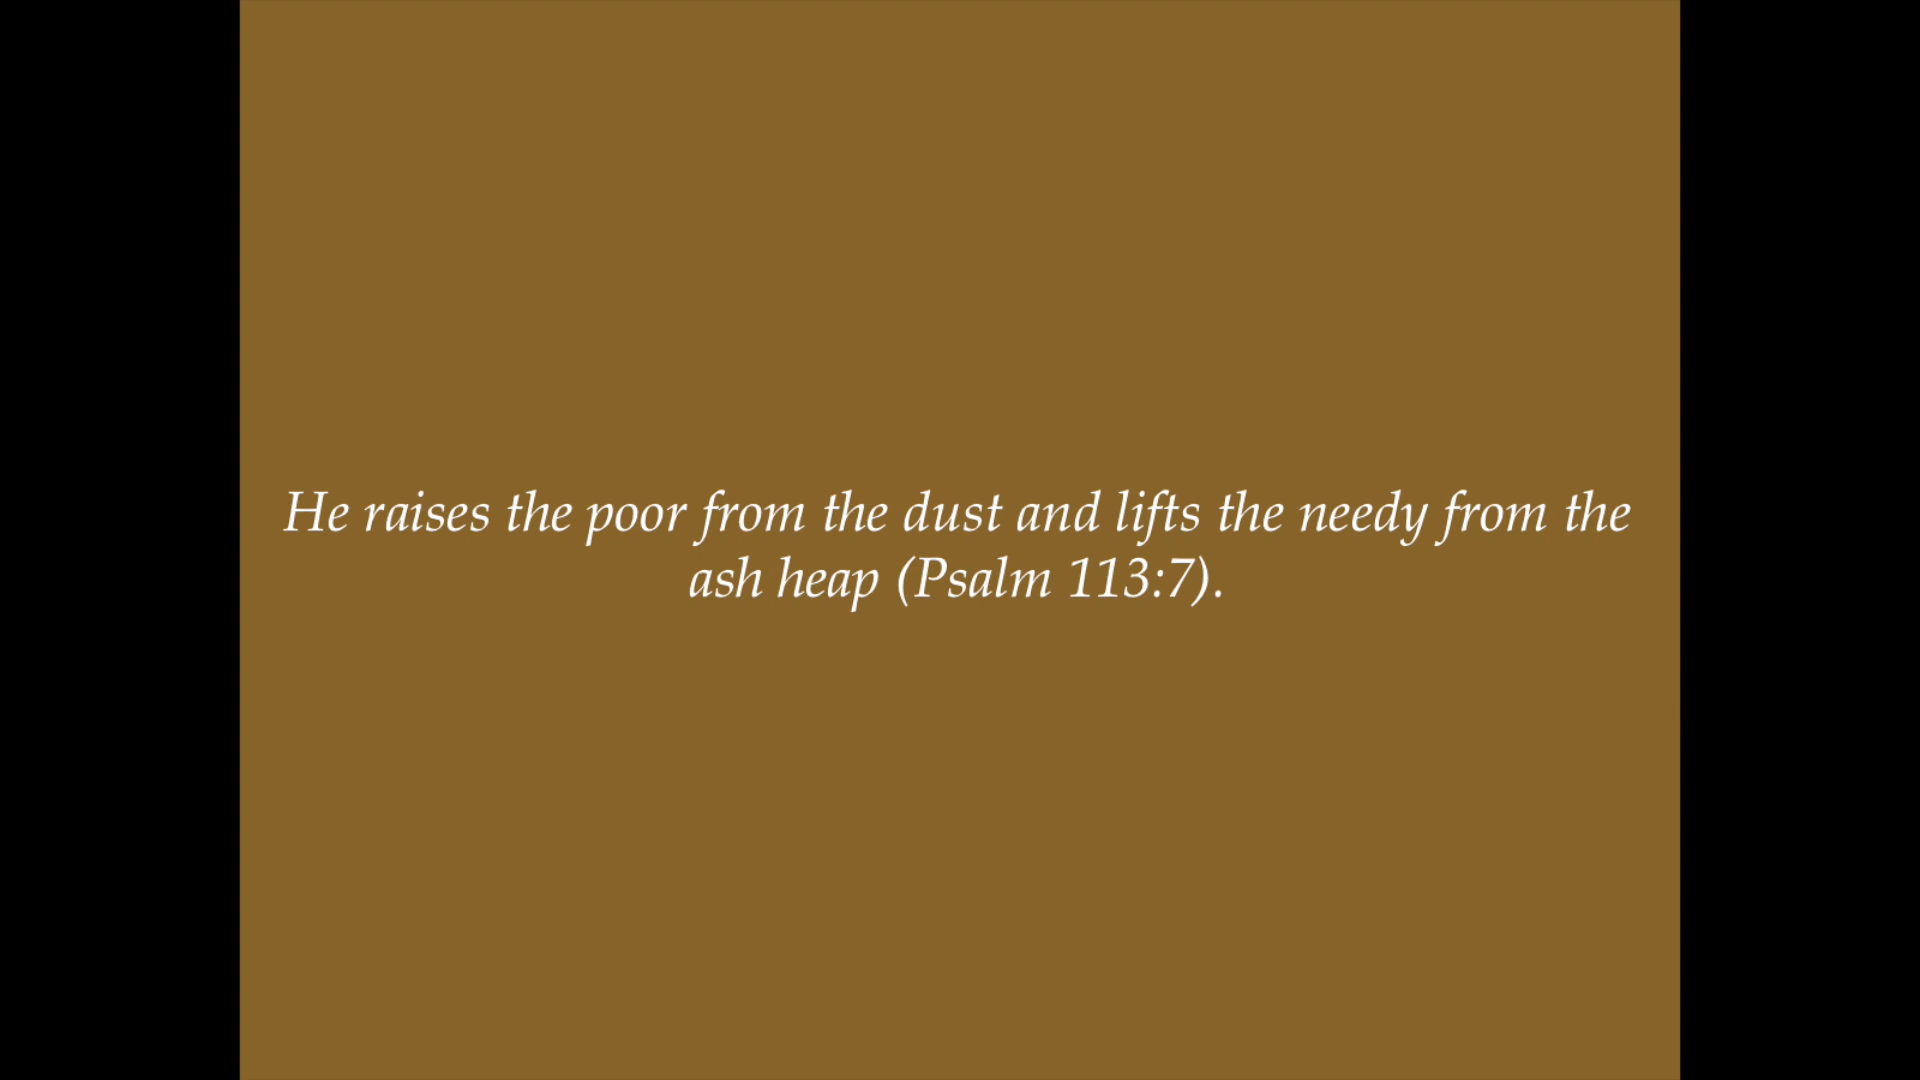 He raises the poor from the dust and lifts the needy from the
ash heap (Psalm 113:7).